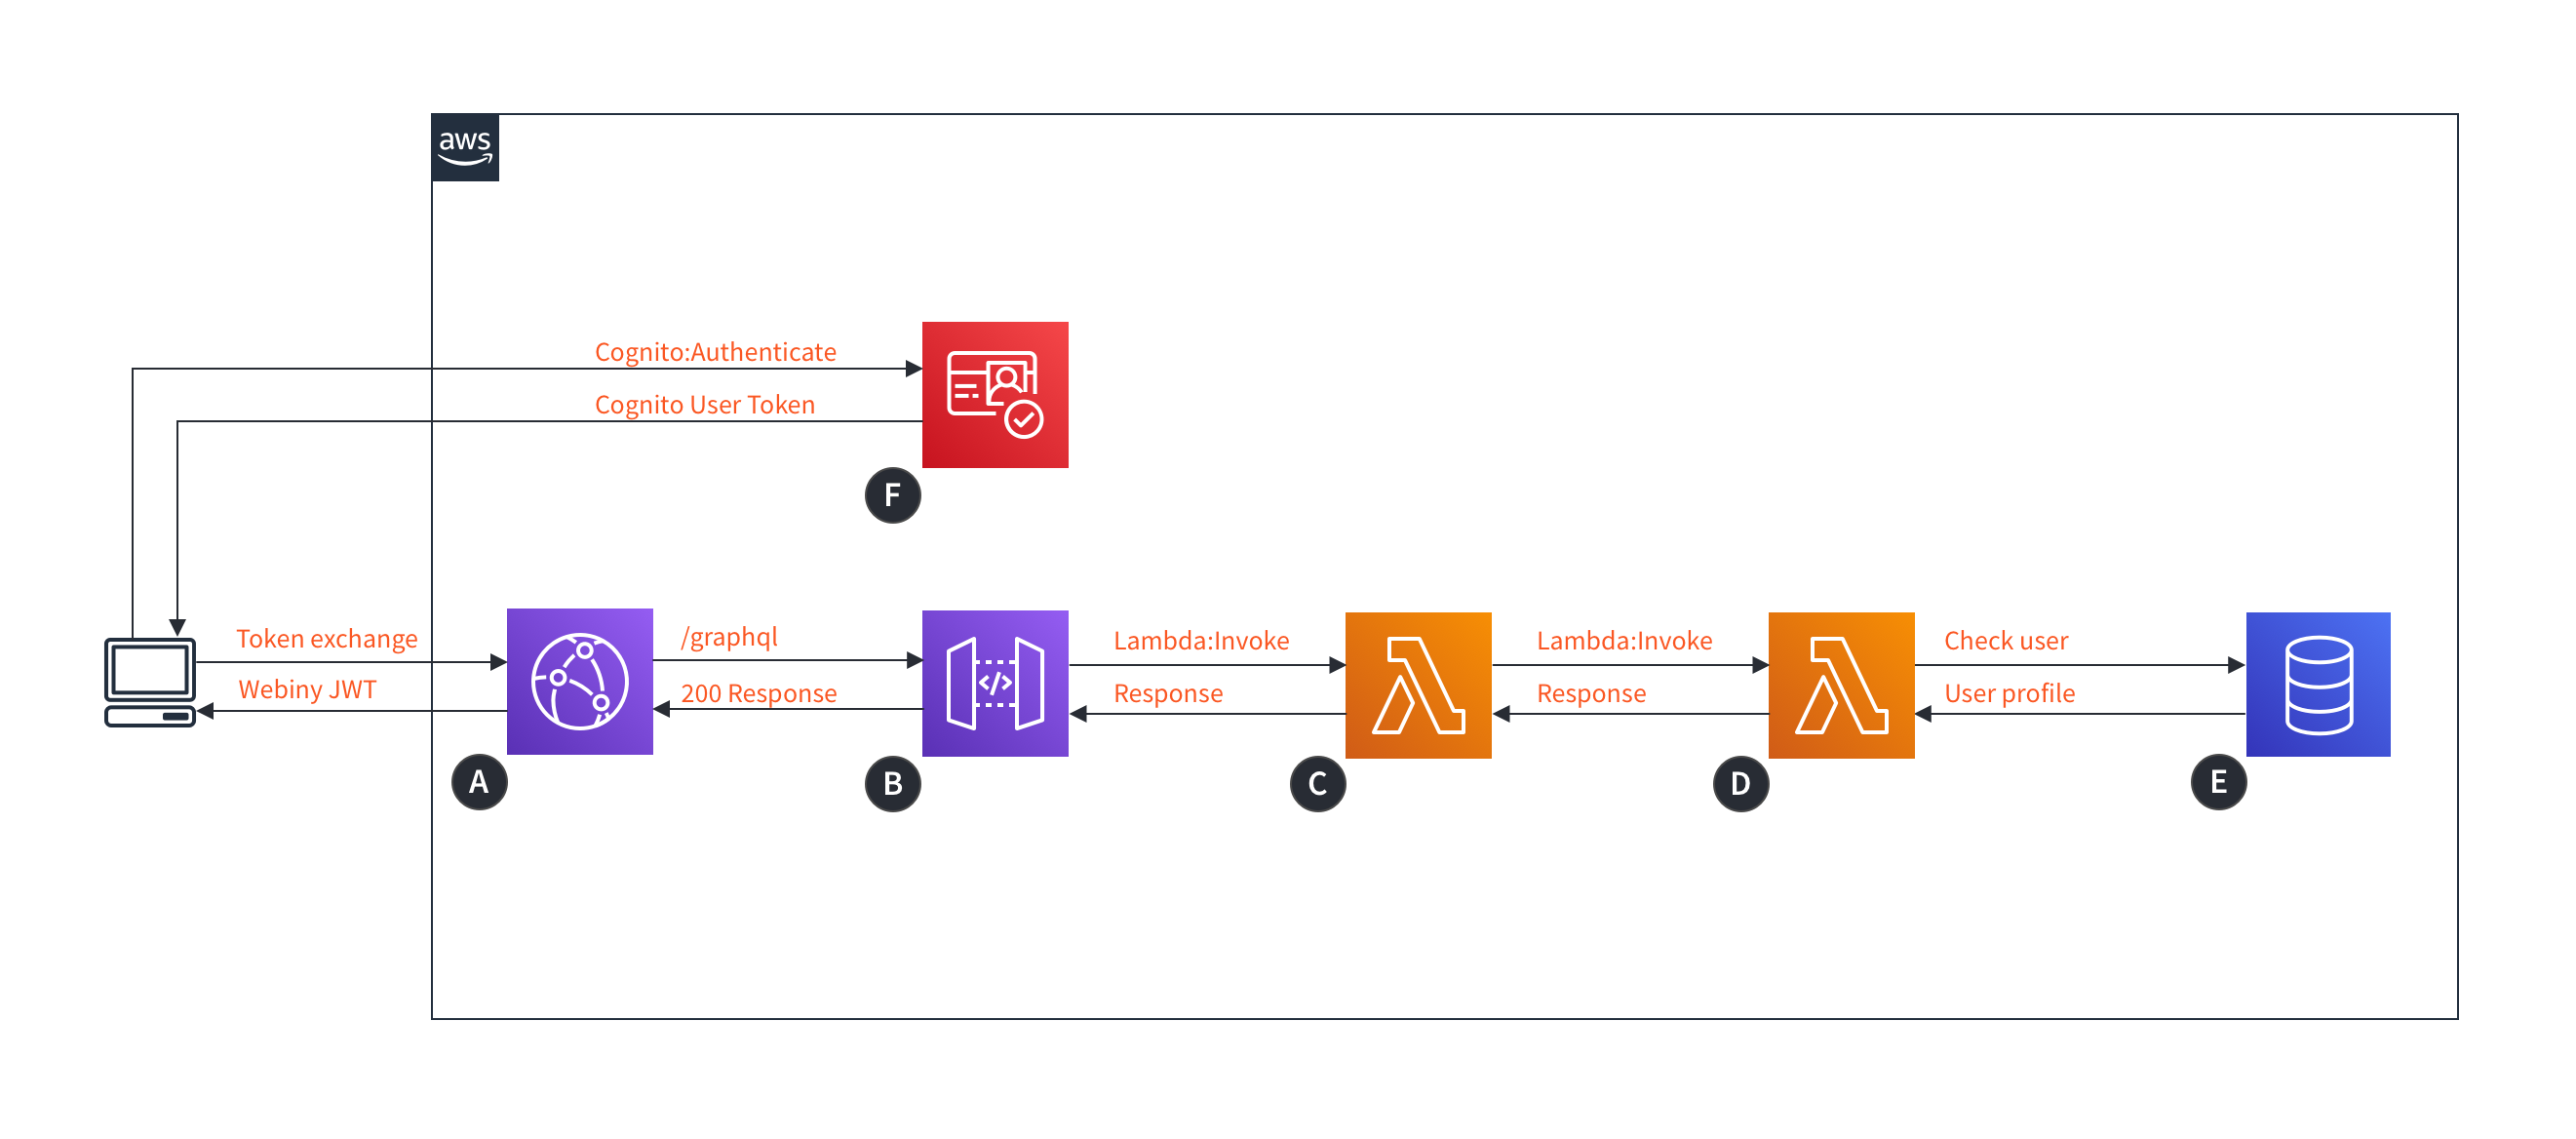 aws
Cognito:Authenticate
Cognito User Token
F
Token exchange
Webiny JWT
/graphql
200 Response
Lambda:Invoke
Response
Lambda:Invoke
Response
Check user
User profile
</>
A
B
C
D
E